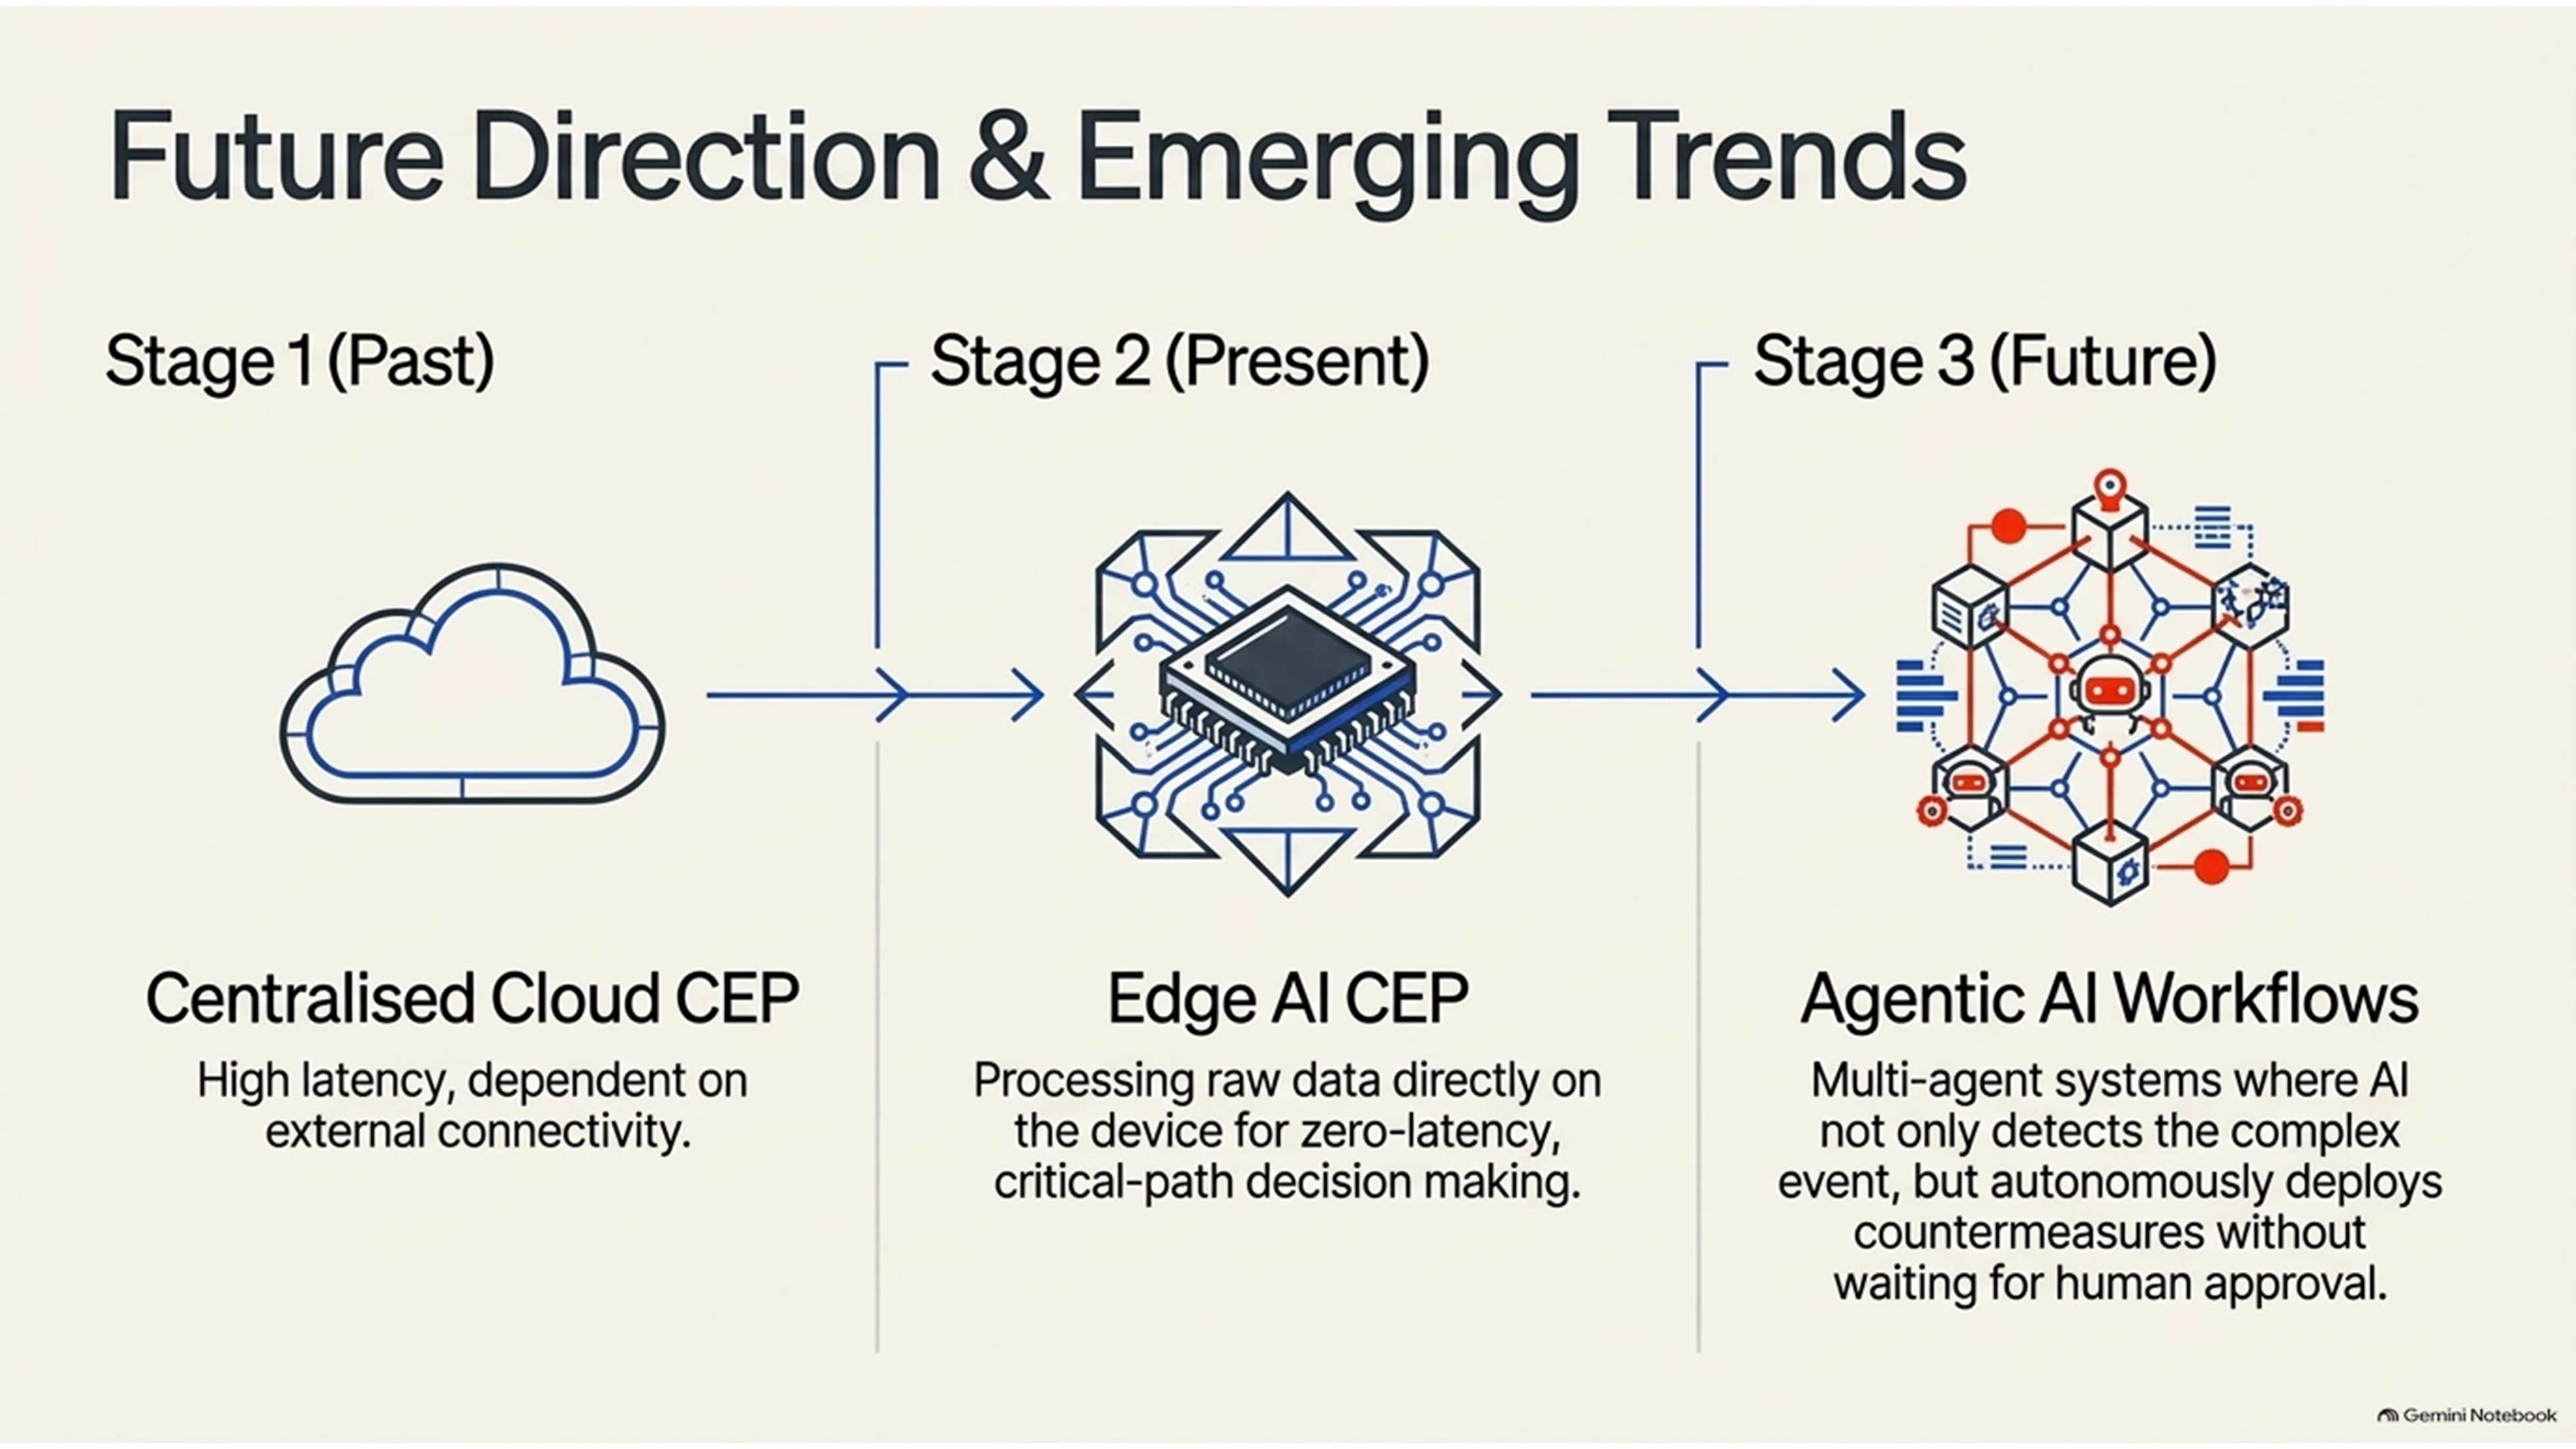 Future Direction & Emerging Trends
Stage 1 (Past)
Stage 2 (Present)
Stage 3 (Future)
Centralised Cloud CEP
High latency, dependent on
external connectivity.
Edge AI CEP
Processing raw data directly on
the device for zero-latency,
critical-path decision making.
Agentic AI Workflows
Multi-agent systems where AI
not only detects the complex
event, but autonomously deploys
countermeasures without
waiting for human approval.
Gemini Notebook